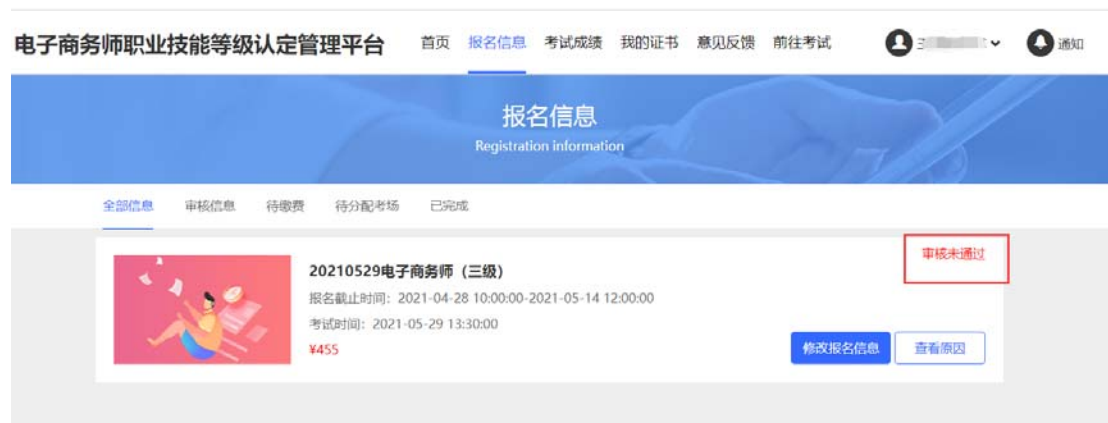 电子商务师职业技能等级认定管理平台 首页 报名信息 考试成绩 我的证书 意见反馈 前往考试 通知
报名信息
Registration information
全部信息 审核信息 待缴费 待分配考场 已完成
审核未通过
20210529电子商务师（三级）
报名截止时间：2021-04-28 10:00:00-2021-05-14 12:00:00
考试时间：2021-05-29 13:30:00
¥455
修改报名信息 查看原因